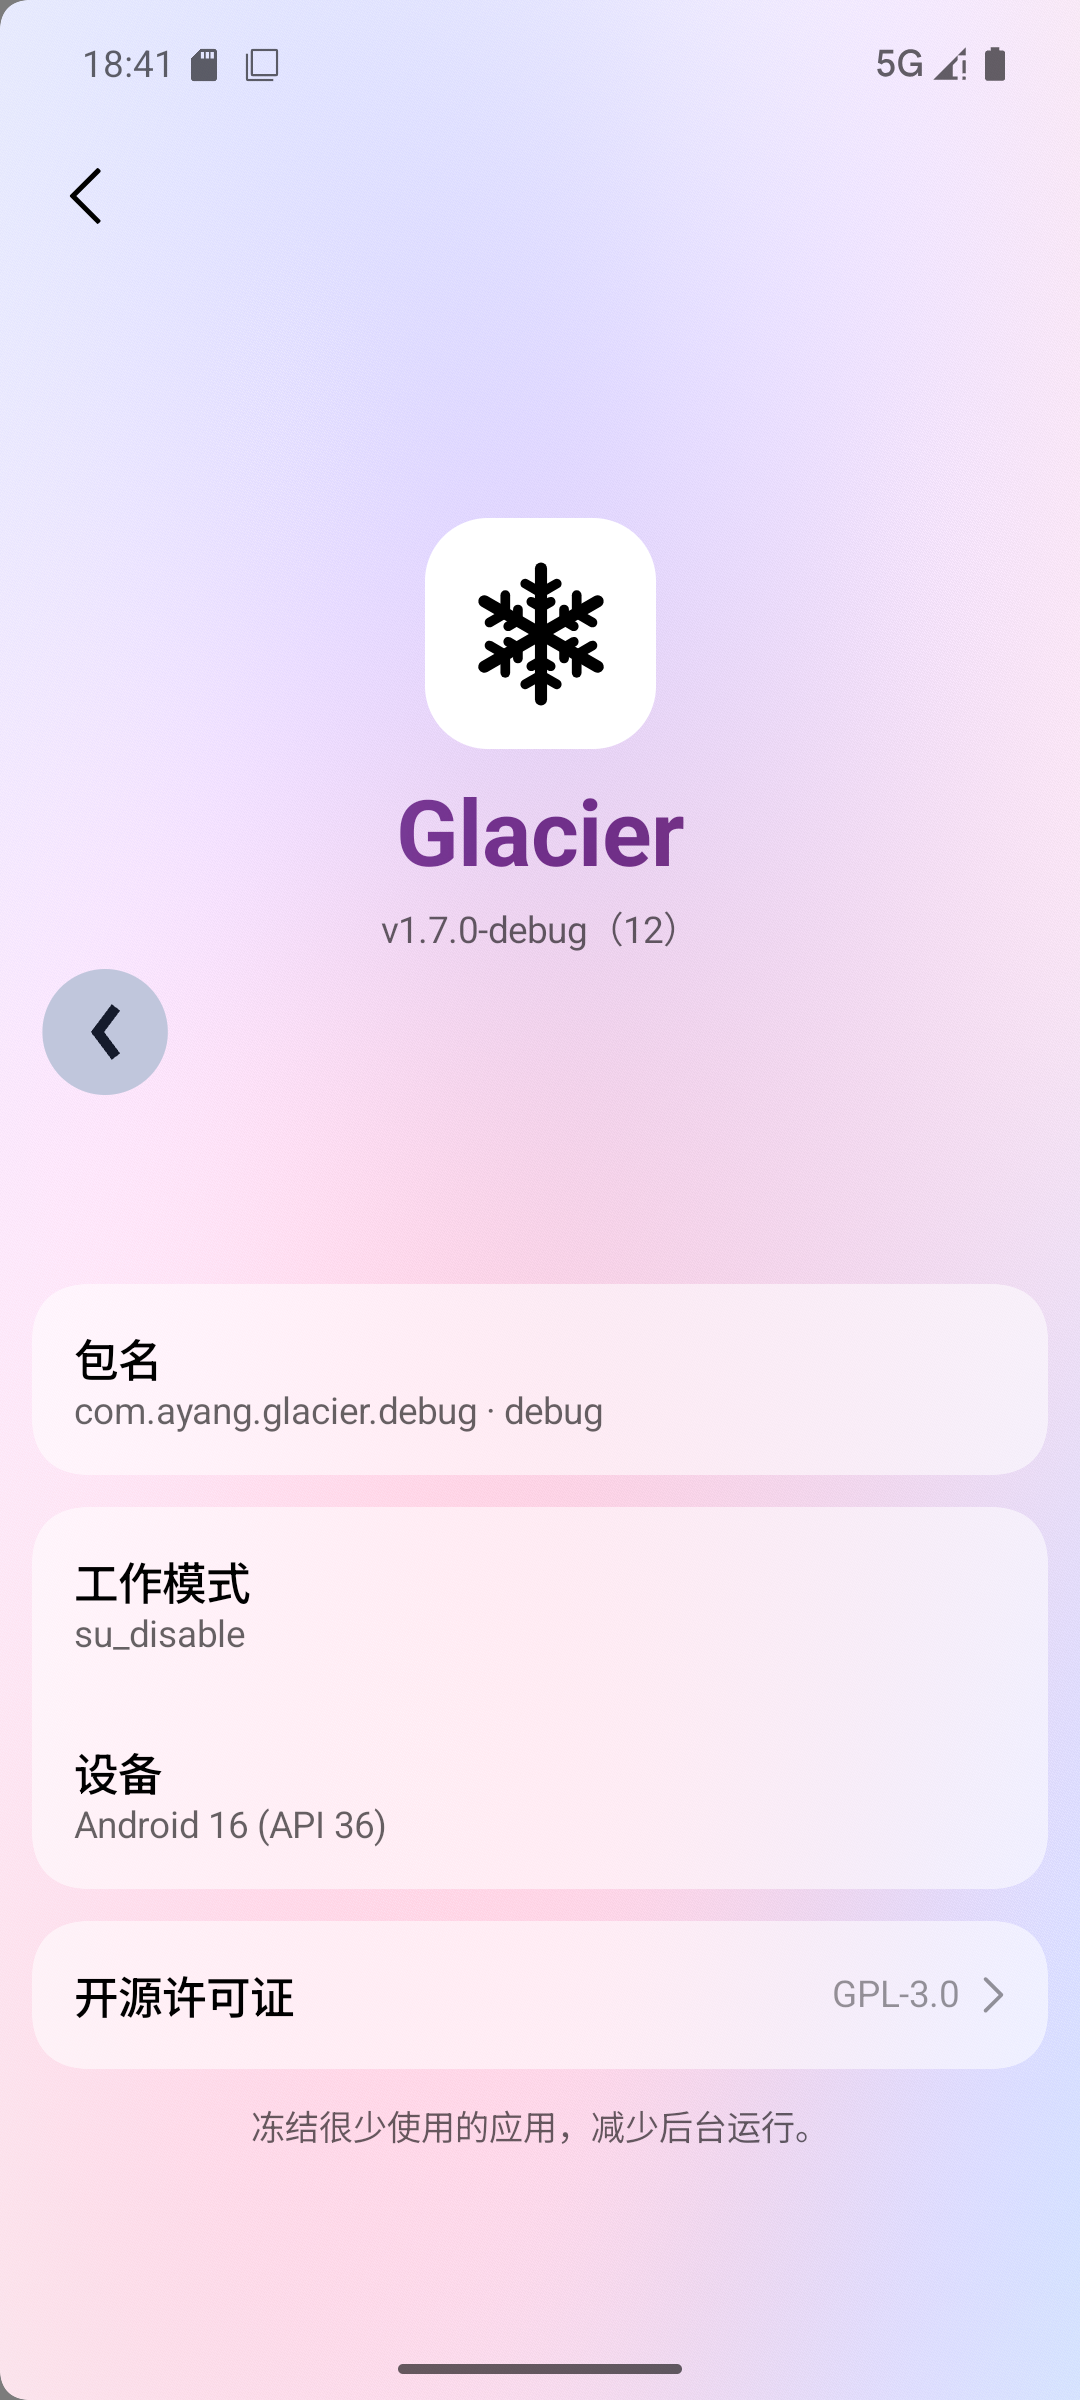 18:41
5G
Glacier
v1.7.0-debug（12）
包名
com.ayang.glacier.debug · debug
工作模式
su_disable
设备
Android 16 (API 36)
开源许可证
GPL-3.0
冻结很少使用的应用，减少后台运行。